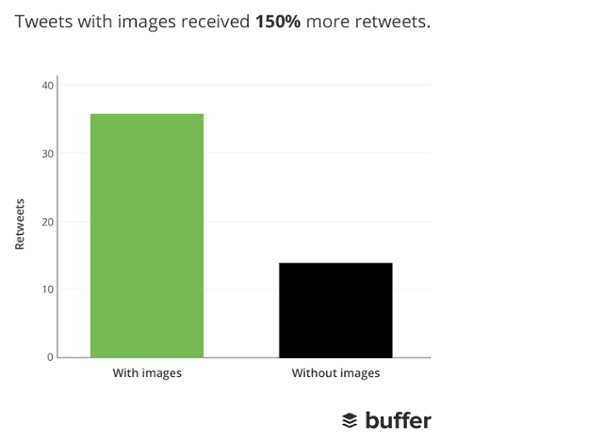 Tweets with images received 150% more retweets.
40
30
20
10
0
Retweets
With images
Without images
buffer